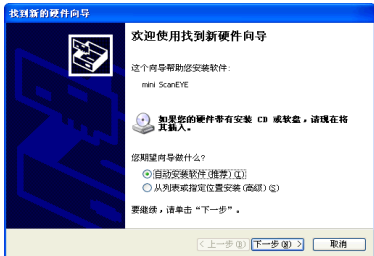 找到新的硬件向导
欢迎使用找到新硬件向导
这个向导帮助您安装软件:
mini ScanEYE
如果您的硬件带有安装 CD 或软盘，请现在将
其插入。
您期望向导做什么?
自动安装软件(推荐)(I)
从列表或指定位置安装(高级)(S)
要继续，请单击“下一步”。
< 上一步(B) 下一步(N) > 取消